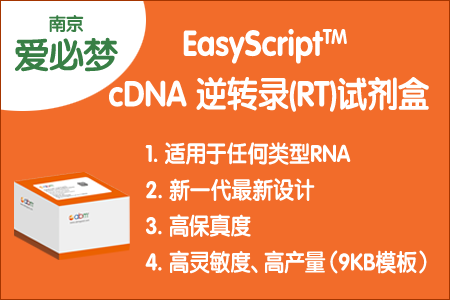 南京
爱必梦
EasyScript™
cDNA 逆转录(RT)试剂盒
1. 适用于任何类型RNA
2. 新一代最新设计
3. 高保真度
4. 高灵敏度、高产量（9KB模板）
abm
abm